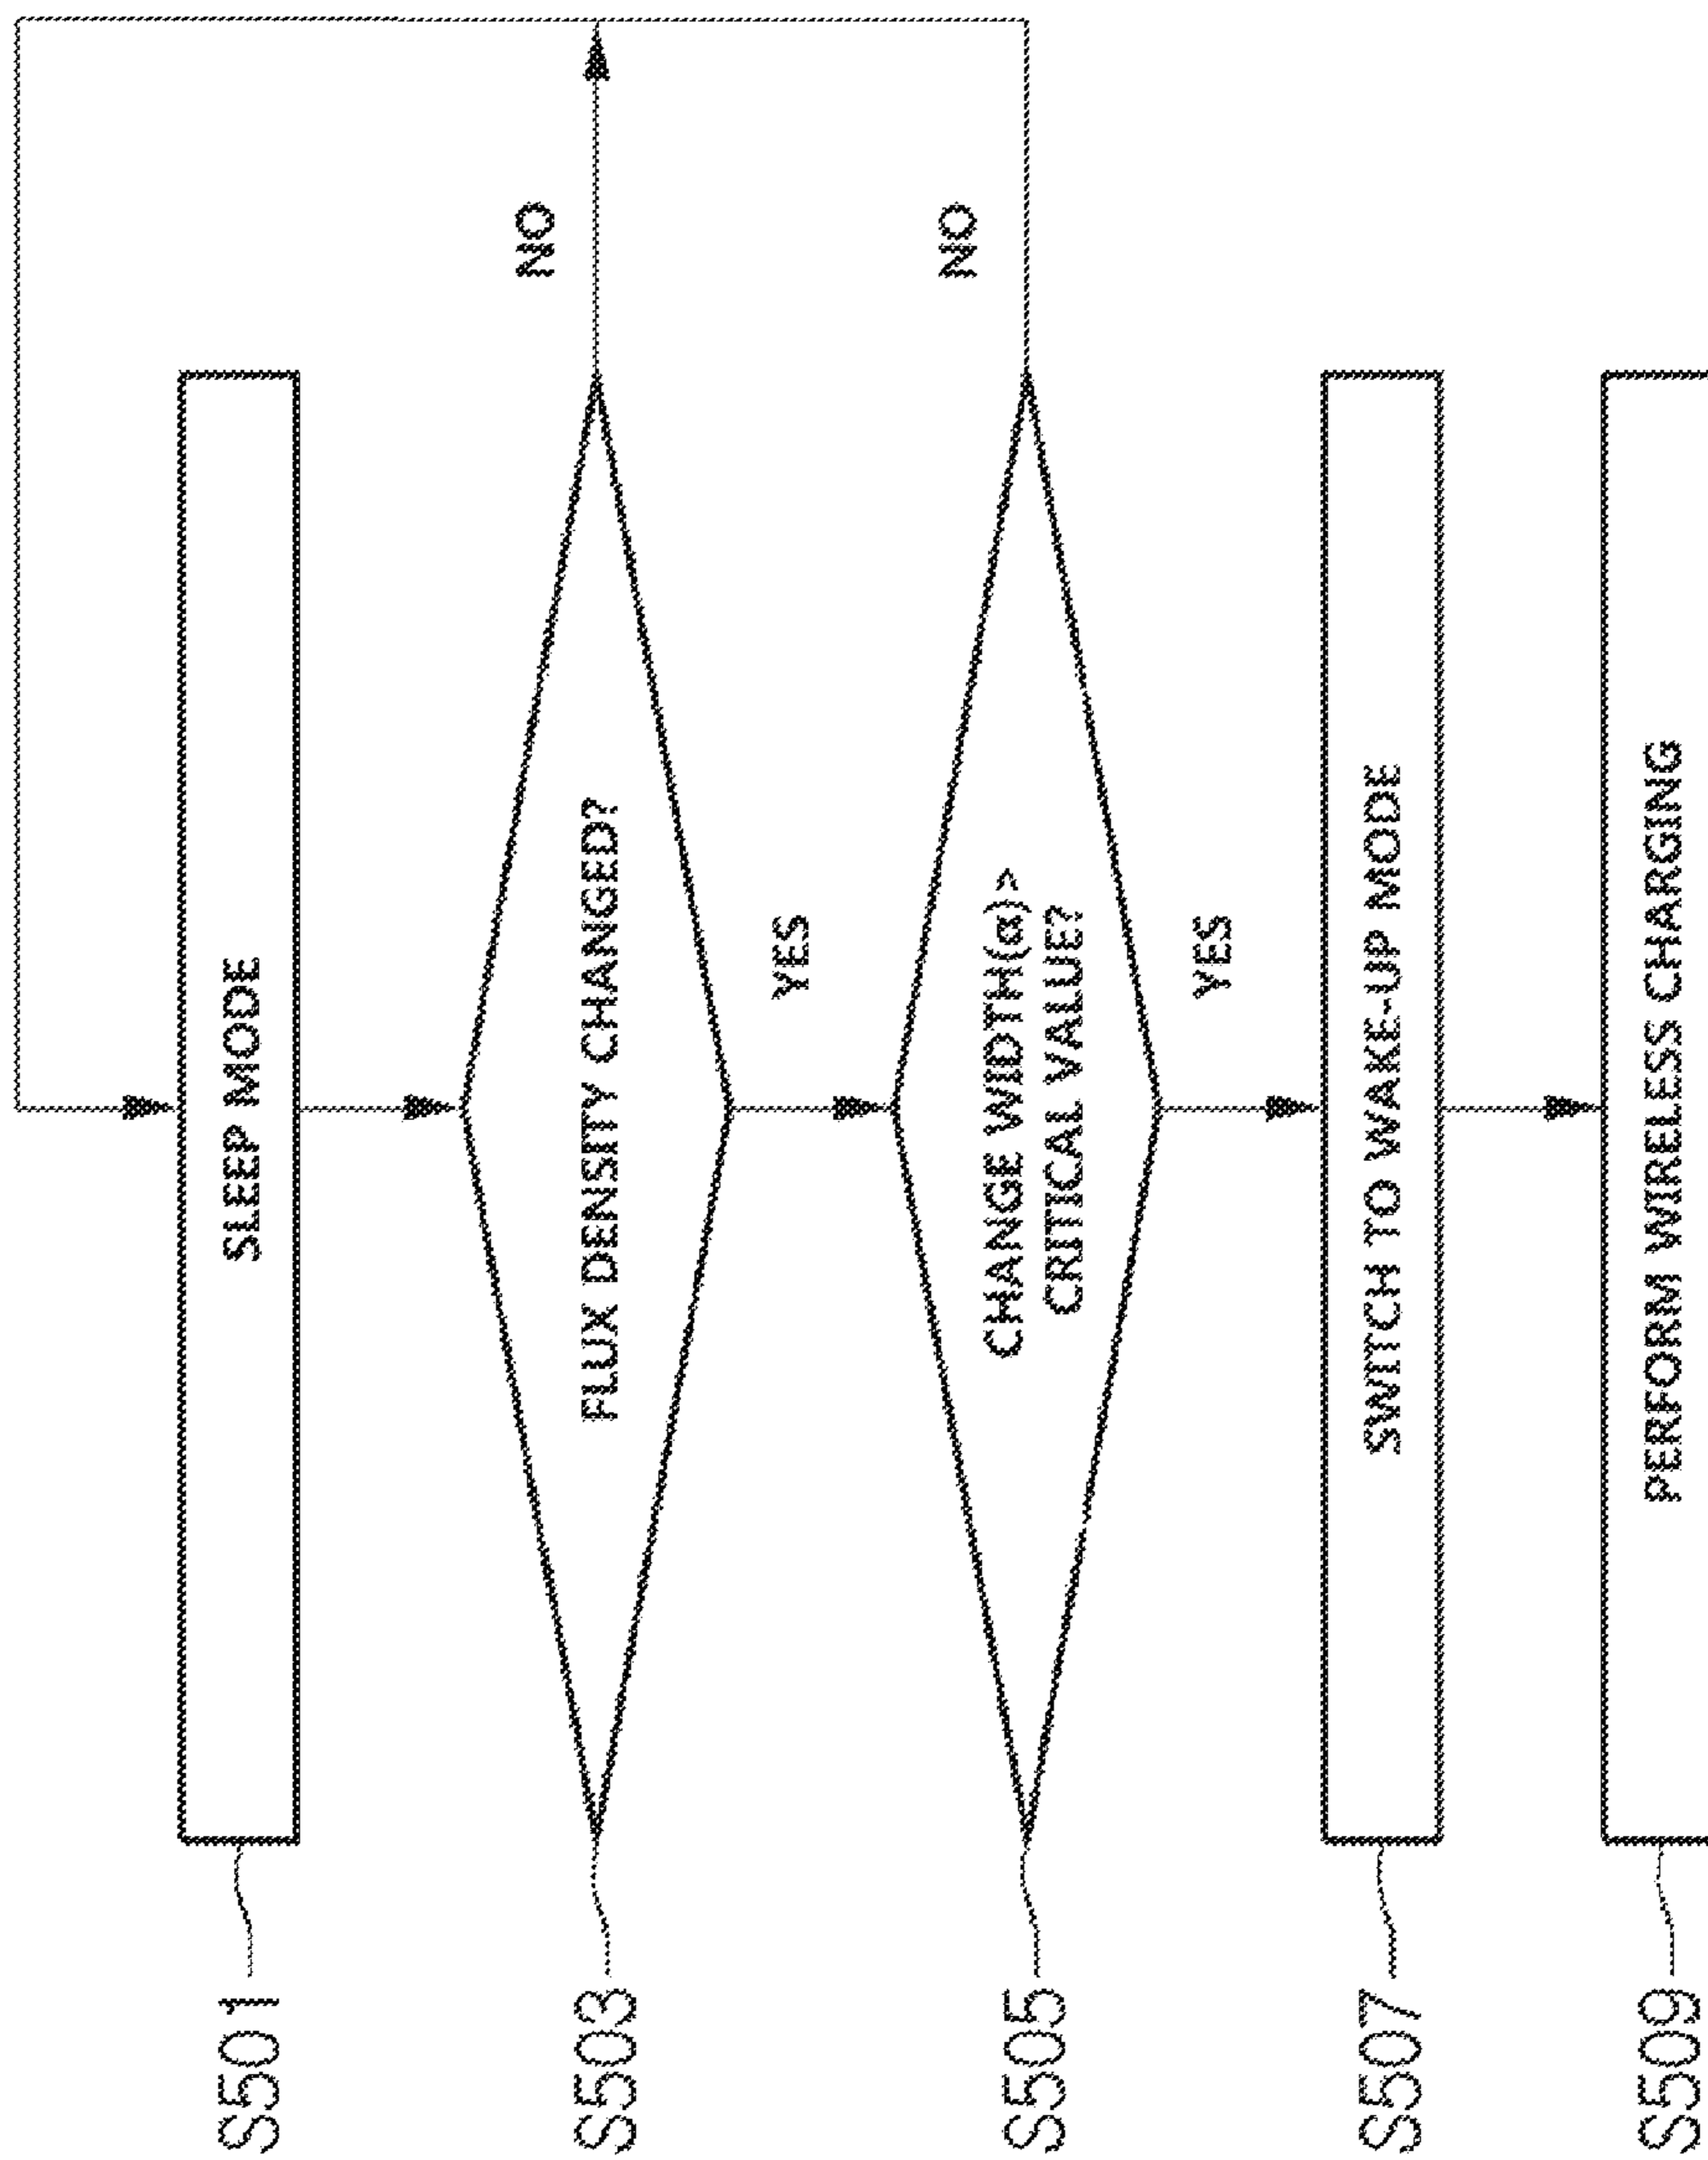 S501
SLEEP MODE
S503
FLUX DENSITY CHANGED?
NO
YES
S505
CHANGE WIDTH(α)>
CRITICAL VALUE?
NO
YES
S507
SWITCH TO WAKE-UP MODE
S509
PERFORM WIRELESS CHARGING